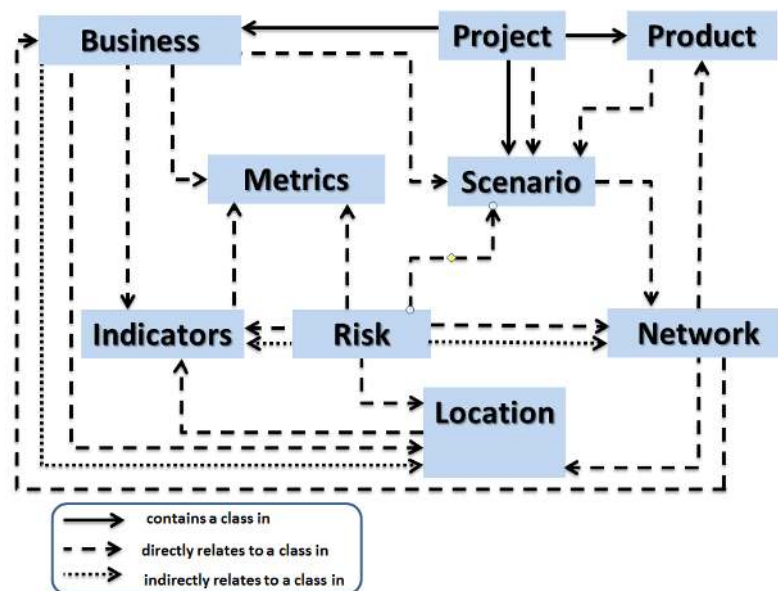 Business
Project
Product
Metrics
Scenario
Indicators
Risk
Network
Location
contains a class in
directly relates to a class in
indirectly relates to a class in